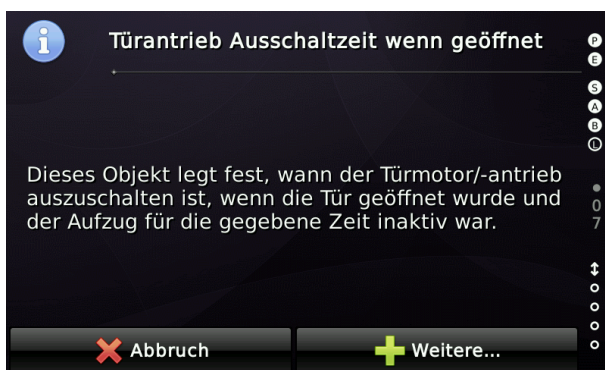 Türantrieb Ausschaltzeit wenn geöffnet
Dieses Objekt legt fest, wann der Türmotor/-antrieb
auszuschalten ist, wenn die Tür geöffnet wurde und
der Aufzug für die gegebene Zeit inaktiv war.
Abbruch
Weitere...
P
E
S
A
B
L
0
7